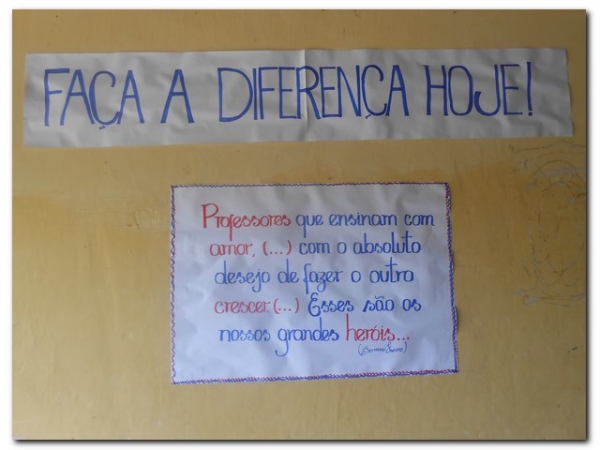 FAÇA A DIFERENÇA HOJE!
Professores que ensinam com
amor, (...) com o absoluto
desejo de fazer o outro
crescer (...) Esses são os
nossos grandes heróis...